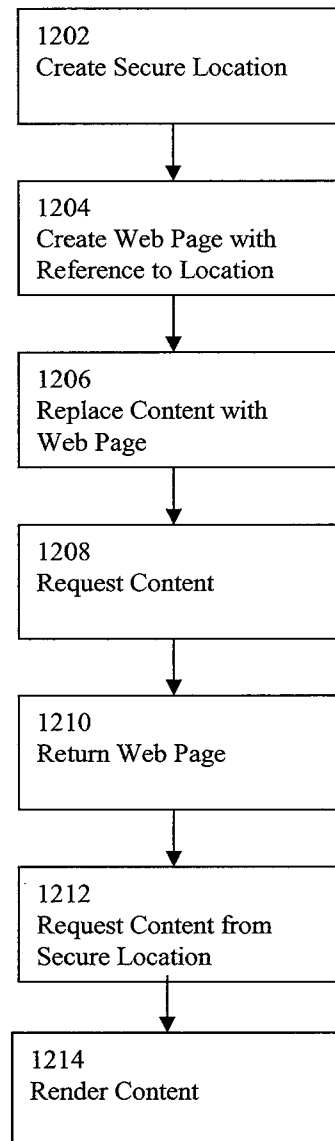 1202
Create Secure Location
1204
Create Web Page with
Reference to Location
1206
Replace Content with
Web Page
1208
Request Content
1210
Return Web Page
1212
Request Content from
Secure Location
1214
Render Content